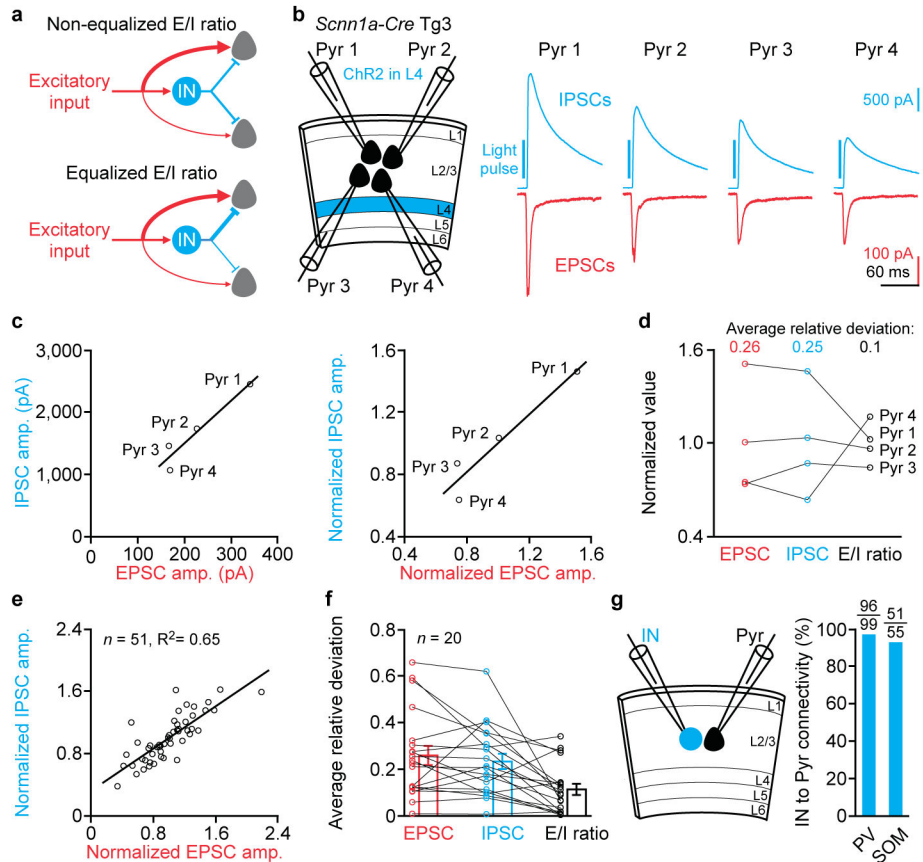 a
Non-equalized E/I ratio
Excitatory
input
IN
Equalized E/I ratio
Excitatory
input
IN
b
Scnn1a-Cre Tg3
Pyr 1
Pyr 2
ChR2 in L4
L1
L2/3
L4
L5
L6
Pyr 3
Pyr 4
Pyr 1
Pyr 2
Pyr 3
Pyr 4
IPSCs
500 pA
Light
pulse
EPSCs
100 pA
60 ms
c
IPSC amp. (pA)
3,000
2,000
1,000
0
Pyr 1
Pyr 2
Pyr 3
Pyr 4
0
100
200
300
400
EPSC amp. (pA)
Normalized IPSC amp.
1.6
1.2
0.8
0.4
Pyr 1
Pyr 2
Pyr 3
Pyr 4
0.4
0.8
1.2
1.6
Normalized EPSC amp.
d
Average relative deviation:
0.26
0.25
0.1
Normalized value
1.6
1.0
0.4
Pyr 4
Pyr 1
Pyr 2
Pyr 3
EPSC
IPSC
E/I ratio
e
Normalized IPSC amp.
2.4
1.6
0.8
0
n = 51, R²= 0.65
0
0.8
1.6
2.4
Normalized EPSC amp.
f
Average relative deviation
0.8
0.6
0.4
0.2
0
n = 20
EPSC
IPSC
E/I ratio
g
IN
Pyr
L1
L2/3
L4
L5
L6
IN to Pyr connectivity (%)
96
99
51
55
100
80
60
40
20
0
PV
SOM